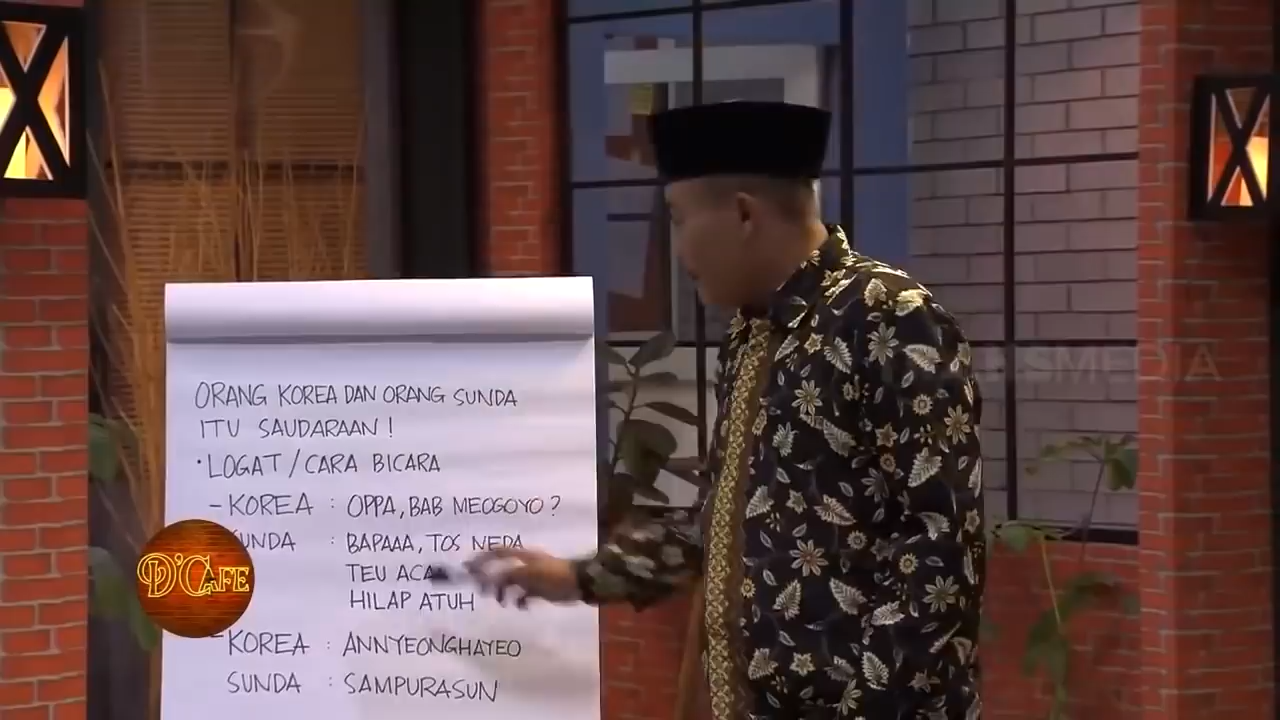 ORANG KOREA DAN ORANG SUNDA
ITU SAUDARAAN!
• LOGAT / CARA BICARA
- KOREA : OPPA, BAB MEOGOYO?
SUNDA : BAPAAA, TOS NEDA
TEU ACAN
HILAP ATUH
- KOREA : ANNYEONGHAYEO
SUNDA : SAMPURASUN
D'CAFE